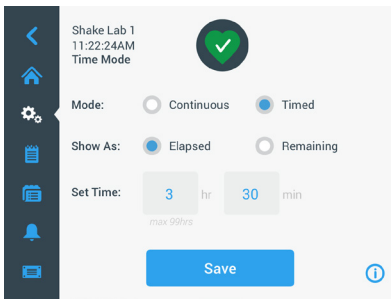 Shake Lab 1
11:22:24AM
Time Mode
Mode: Continuous Timed
Show As: Elapsed Remaining
Set Time: 3 hr 30 min
max 99hrs
Save